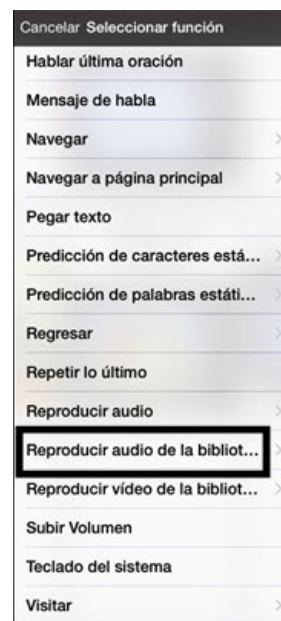 Cancelar Seleccionar función
Hablar última oración
Mensaje de habla
Navegar
Navegar a página principal
Pegar texto
Predicción de caracteres está...
Predicción de palabras estáti...
Regresar
Repetir lo último
Reproducir audio
Reproducir audio de la bibliot...
Reproducir vídeo de la bibliot...
Subir Volumen
Teclado del sistema
Visitar